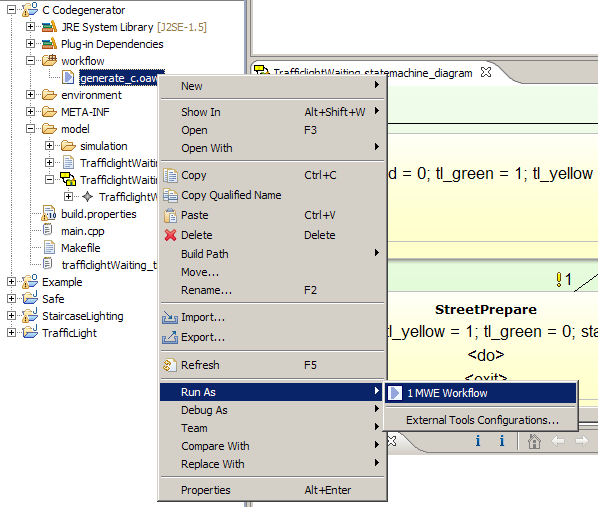 C Codegenerator
JRE System Library [J2SE-1.5]
Plug-in Dependencies
workflow
generate_c.oaw
environment
META-INF
model
simulation
TrafficlightWaiti
TrafficlightWaiti
TrafficlightW
build.properties
main.cpp
Makefile
trafficlightWaiting_t
Example
Safe
StaircaseLighting
TrafficLight
New
Show In Alt+Shift+W
Open F3
Open With
Copy Ctrl+C
Copy Qualified Name
Paste Ctrl+V
Delete Delete
Build Path
Move...
Rename... F2
Import...
Export...
Refresh F5
Run As
Debug As
Team
Compare With
Replace With
Properties Alt+Enter
1 MWE Workflow
External Tools Configurations...
TrafficlightWaiting.statemachine_diagram
d = 0; tl_green = 1; tl_yellow
1
StreetPrepare
tl_yellow = 1; tl_green = 0; sta
<do>
<exit>